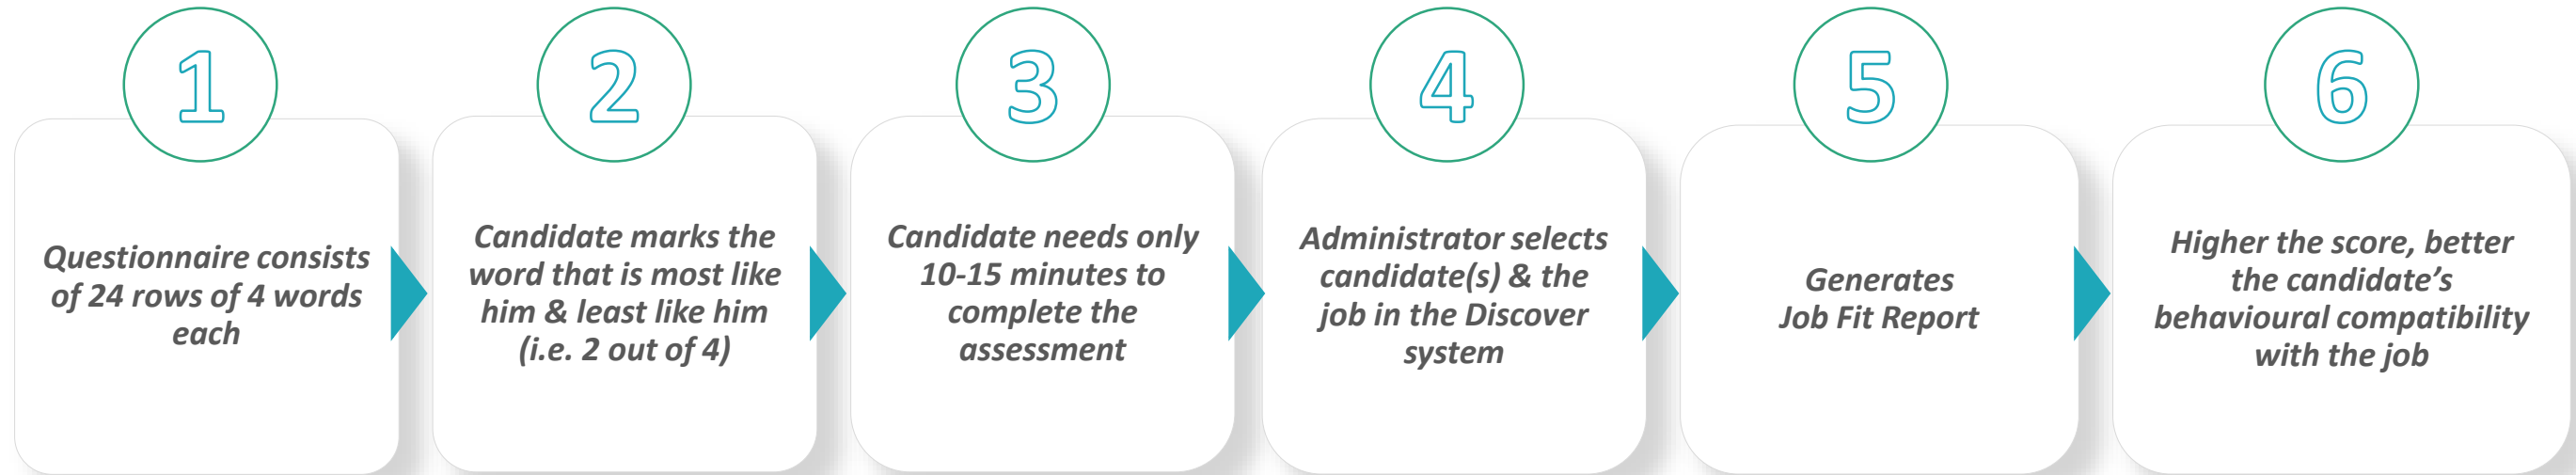 1
Questionnaire consists
of 24 rows of 4 words
each
2
Candidate marks the
word that is most like
him & least like him
(i.e. 2 out of 4)
3
Candidate needs only
10-15 minutes to
complete the
assessment
4
Administrator selects
candidate(s) & the
job in the Discover
system
5
Generates
Job Fit Report
6
Higher the score, better
the candidate’s
behavioural compatibility
with the job